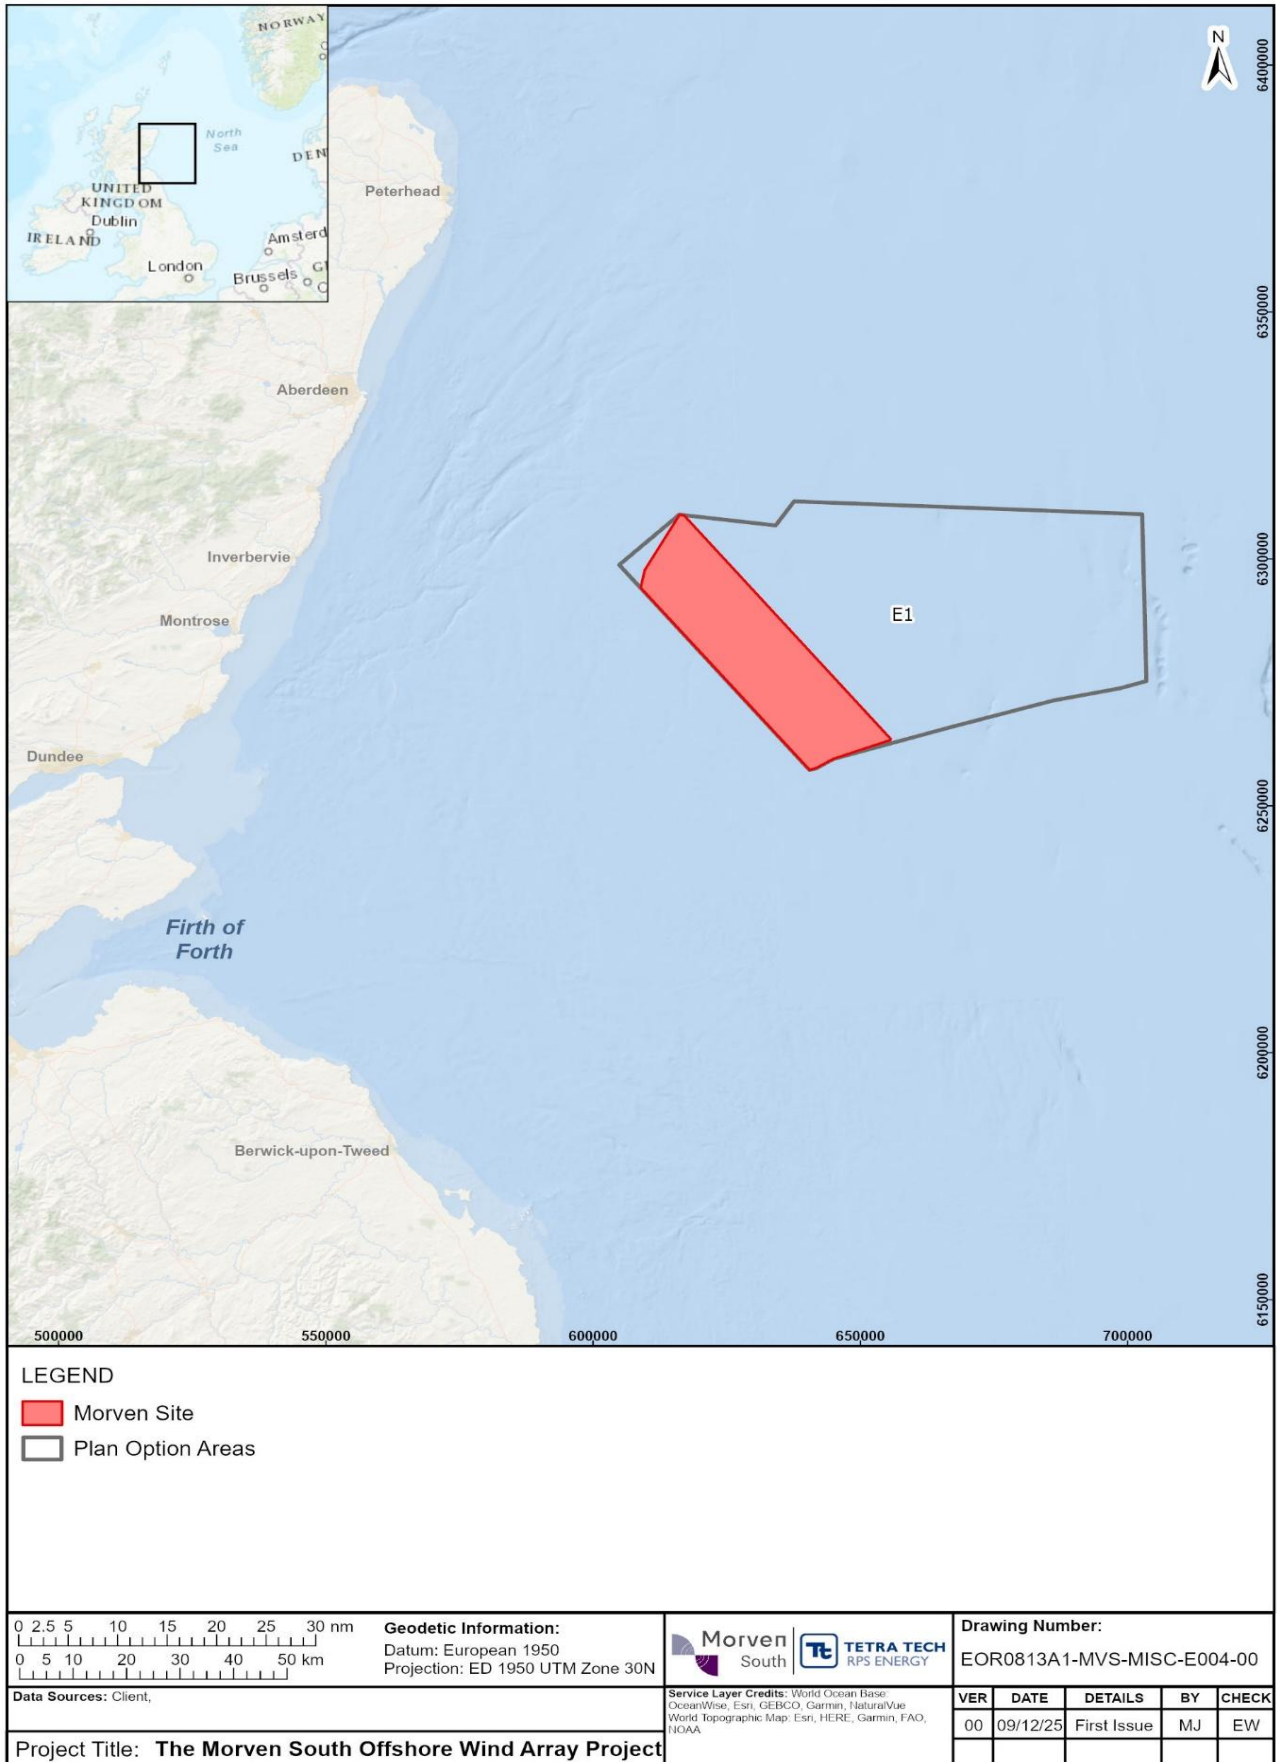 NORWAY
North
Sea
DEN
UNITED
KINGDOM
Dublin
IRELAND
Amsterd
London
Brussels
N
Peterhead
Aberdeen
Inverbervie
Montrose
Dundee
Firth of
Forth
Berwick-upon-Tweed
E1
6400000
6350000
6300000
6250000
6200000
6150000
500000 550000 600000 650000 700000
LEGEND
Morven Site
Plan Option Areas
0 2.5 5 10 15 20 25 30 nm
0 5 10 20 30 40 50 km
Geodetic Information:
Datum: European 1950
Projection: ED 1950 UTM Zone 30N
Morven
South
Tt
TETRA TECH
RPS ENERGY
Drawing Number:
EOR0813A1-MVS-MISC-E004-00
Data Sources: Client,
Service Layer Credits: World Ocean Base:
OceanWise, Esri, GEBCO, Garmin, NaturalVue
World Topographic Map: Esri, HERE, Garmin, FAO,
NOAA
VER DATE DETAILS BY CHECK
00 09/12/25 First Issue MJ EW
Project Title: The Morven South Offshore Wind Array Project